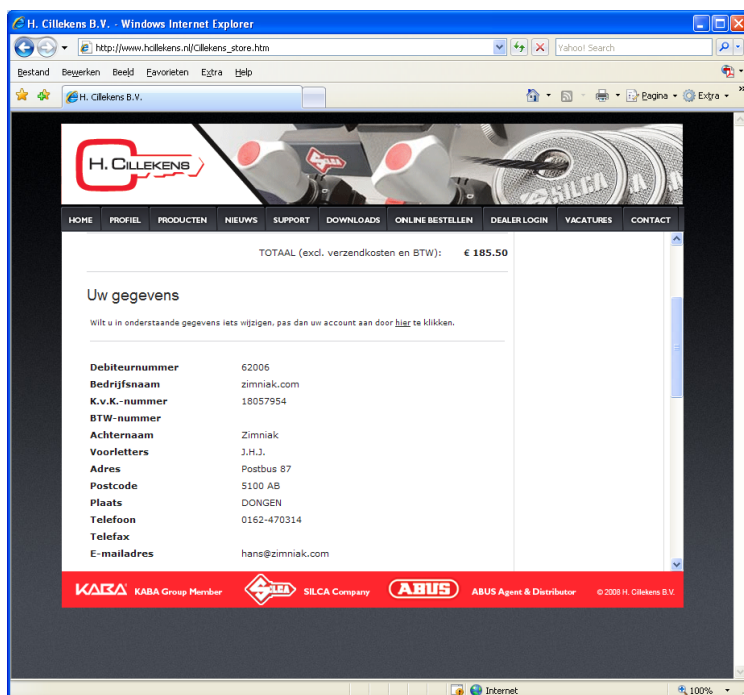 H. Cillekens B.V. - Windows Internet Explorer
http://www.hcillekens.nl/Cillekens_store.htm
Yahoo! Search
Bestand Bewerken Beeld Favorieten Extra Help
H. Cillekens B.V.
Pagina Extra
H. CILLEKENS
SILCA
SILCA
HOME PROFIEL PRODUCTEN NIEUWS SUPPORT DOWNLOADS ONLINE BESTELLEN DEALER LOGIN VACATURES CONTACT
TOTAAL (excl. verzendkosten en BTW): € 185.50
Uw gegevens
Wilt u in onderstaande gegevens iets wijzigen, pas dan uw account aan door hier te klikken.
Debiteurnummer 62006
Bedrijfsnaam zimniak.com
K.v.K.-nummer 18057954
BTW-nummer
Achternaam Zimniak
Voorletters J.H.J.
Adres Postbus 87
Postcode 5100 AB
Plaats DONGEN
Telefoon 0162-470314
Telefax
E-mailadres hans@zimniak.com
KABA KABA Group Member SILCA SILCA Company ABUS ABUS Agent & Distributor © 2008 H. Cillekens B.V.
Internet 100%